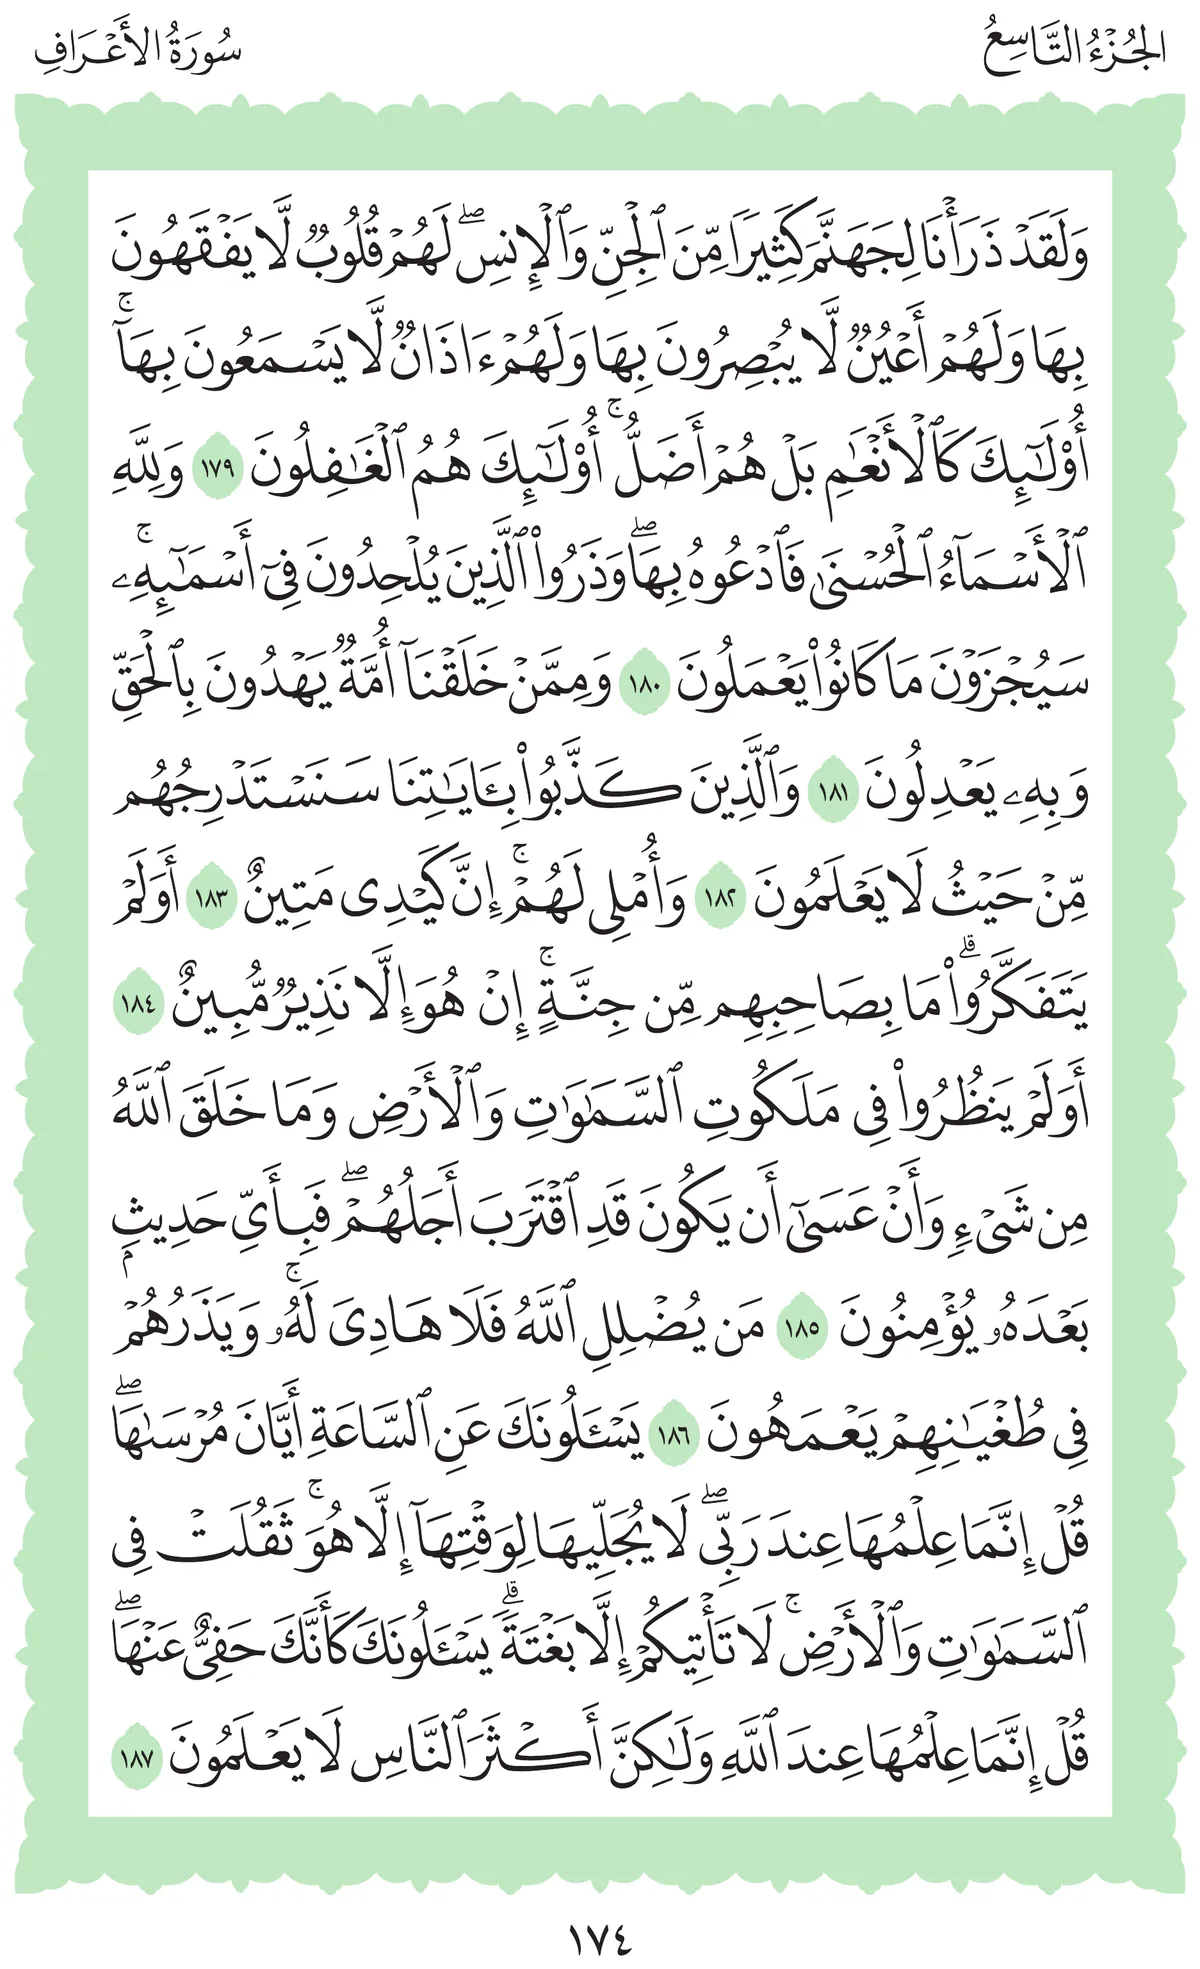 الجُزْءُ التَّاسِعُ
سُورَةُ الأَعْرَافِ
وَلَقَدْ ذَرَأْنَا لِجَهَنَّمَ كَثِيرًا مِّنَ ٱلْجِنِّ وَٱلْإِنسِۖ لَهُمْ قُلُوبٌ لَّا يَفْقَهُونَ
بِهَا وَلَهُمْ أَعْيُنٌ لَّا يُبْصِرُونَ بِهَا وَلَهُمْ ءَاذَانٌ لَّا يَسْمَعُونَ بِهَآۚ
أُو۟لَٰٓئِكَ كَٱلْأَنْعَٰمِ بَلْ هُمْ أَضَلُّۚ أُو۟لَٰٓئِكَ هُمُ ٱلْغَٰفِلُونَ ١٧٩ وَلِلَّهِ
ٱلْأَسْمَآءُ ٱلْحُسْنَىٰ فَٱدْعُوهُ بِهَاۖ وَذَرُوا۟ ٱلَّذِينَ يُلْحِدُونَ فِىٓ أَسْمَٰٓئِهِۦۚ
سَيُجْزَوْنَ مَا كَانُوا۟ يَعْمَلُونَ ١٨٠ وَمِمَّنْ خَلَقْنَآ أُمَّةٌ يَهْدُونَ بِٱلْحَقِّ
وَبِهِۦ يَعْدِلُونَ ١٨١ وَٱلَّذِينَ كَذَّبُوا۟ بِـَٔايَٰتِنَا سَنَسْتَدْرِجُهُم
مِّنْ حَيْثُ لَا يَعْلَمُونَ ١٨٢ وَأُمْلِى لَهُمْۚ إِنَّ كَيْدِى مَتِينٌ ١٨٣ أَوَلَمْ
يَتَفَكَّرُوا۟ۗ مَا بِصَاحِبِهِم مِّن جِنَّةٍۚ إِنْ هُوَ إِلَّا نَذِيرٌ مُّبِينٌ ١٨٤
أَوَلَمْ يَنظُرُوا۟ فِى مَلَكُوتِ ٱلسَّمَٰوَٰتِ وَٱلْأَرْضِ وَمَا خَلَقَ ٱللَّهُ
مِن شَىْءٍ وَأَنْ عَسَىٰٓ أَن يَكُونَ قَدِ ٱقْتَرَبَ أَجَلُهُمْۖ فَبِأَىِّ حَدِيثٍۭ
بَعْدَهُۥ يُؤْمِنُونَ ١٨٥ مَن يُضْلِلِ ٱللَّهُ فَلَا هَادِىَ لَهُۥۚ وَيَذَرُهُمْ
فِى طُغْيَٰنِهِمْ يَعْمَهُونَ ١٨٦ يَسْـَٔلُونَكَ عَنِ ٱلسَّاعَةِ أَيَّانَ مُرْسَىٰهَاۖ
قُلْ إِنَّمَا عِلْمُهَا عِندَ رَبِّىۖ لَا يُجَلِّيهَا لِوَقْتِهَآ إِلَّا هُوَۚ ثَقُلَتْ فِى
ٱلسَّمَٰوَٰتِ وَٱلْأَرْضِۚ لَا تَأْتِيكُمْ إِلَّا بَغْتَةًۗ يَسْـَٔلُونَكَ كَأَنَّكَ حَفِىٌّ عَنْهَاۖ
قُلْ إِنَّمَا عِلْمُهَا عِندَ ٱللَّهِ وَلَٰكِنَّ أَكْثَرَ ٱلنَّاسِ لَا يَعْلَمُونَ ١٨٧
١٧٤